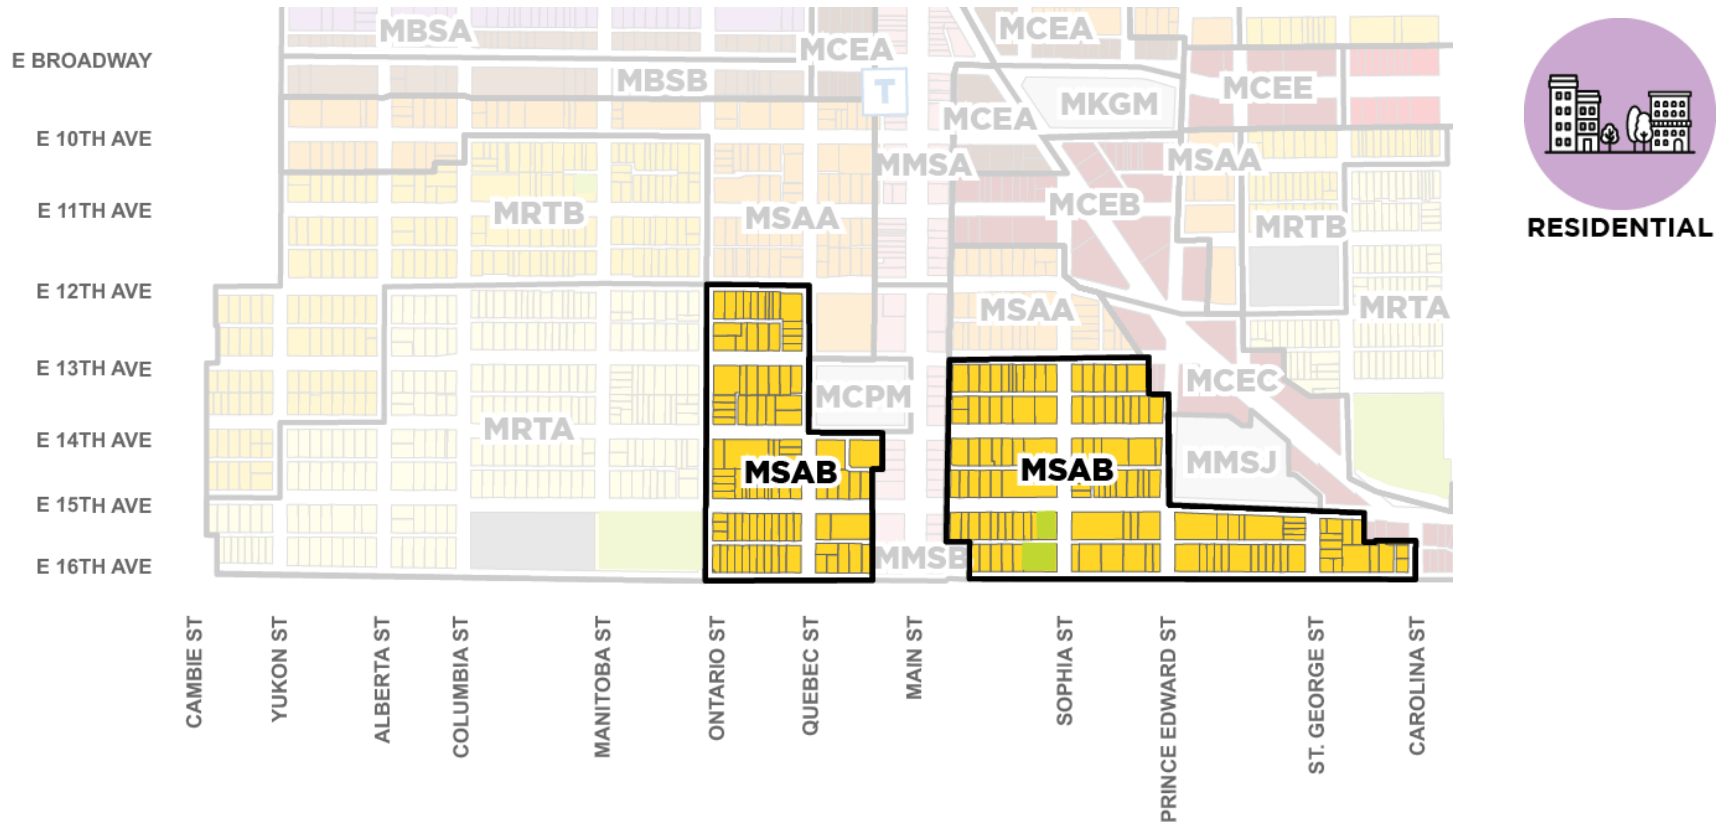 MBSA
MCEA
MCEA
E BROADWAY
MBSB
T
MCEE
MKGM
MCEA
E 10TH AVE
MMSA
MSAA
E 11TH AVE
MRTB
MSAA
MCEB
MRTB
E 12TH AVE
MSAA
MRTA
E 13TH AVE
MCPM
MCEC
E 14TH AVE
MRTA
MSAB
MSAB
MMSJ
E 15TH AVE
MMSB
E 16TH AVE
CAMBIE ST
YUKON ST
ALBERTA ST
COLUMBIA ST
MANITOBA ST
ONTARIO ST
QUEBEC ST
MAIN ST
SOPHIA ST
PRINCE EDWARD ST
ST. GEORGE ST
CAROLINA ST
RESIDENTIAL